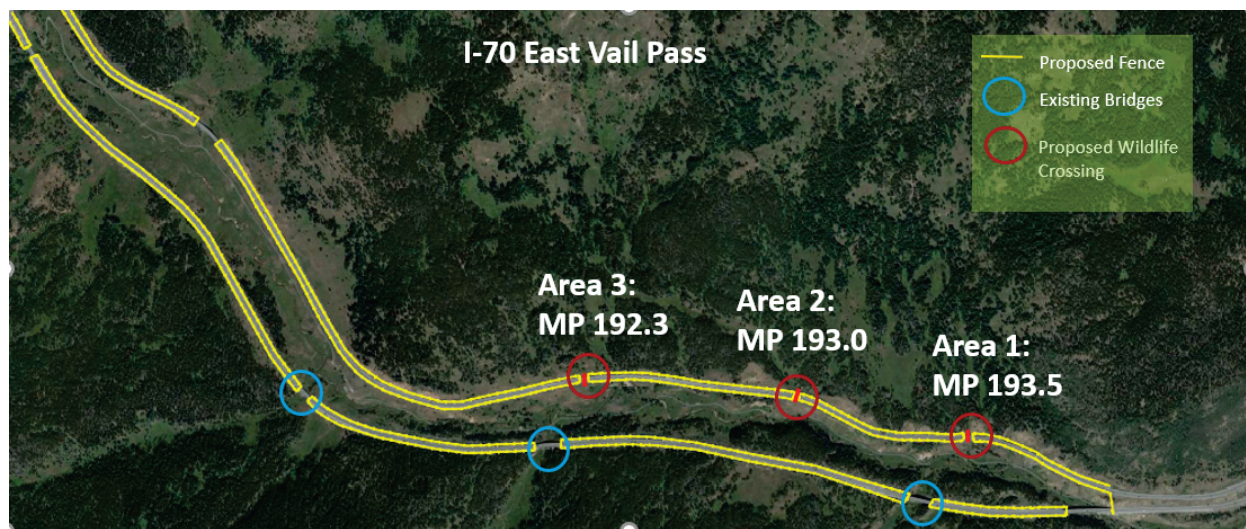 I-70 East Vail Pass
Proposed Fence
Existing Bridges
Proposed Wildlife
Crossing
Area 3:
MP 192.3
Area 2:
MP 193.0
Area 1:
MP 193.5